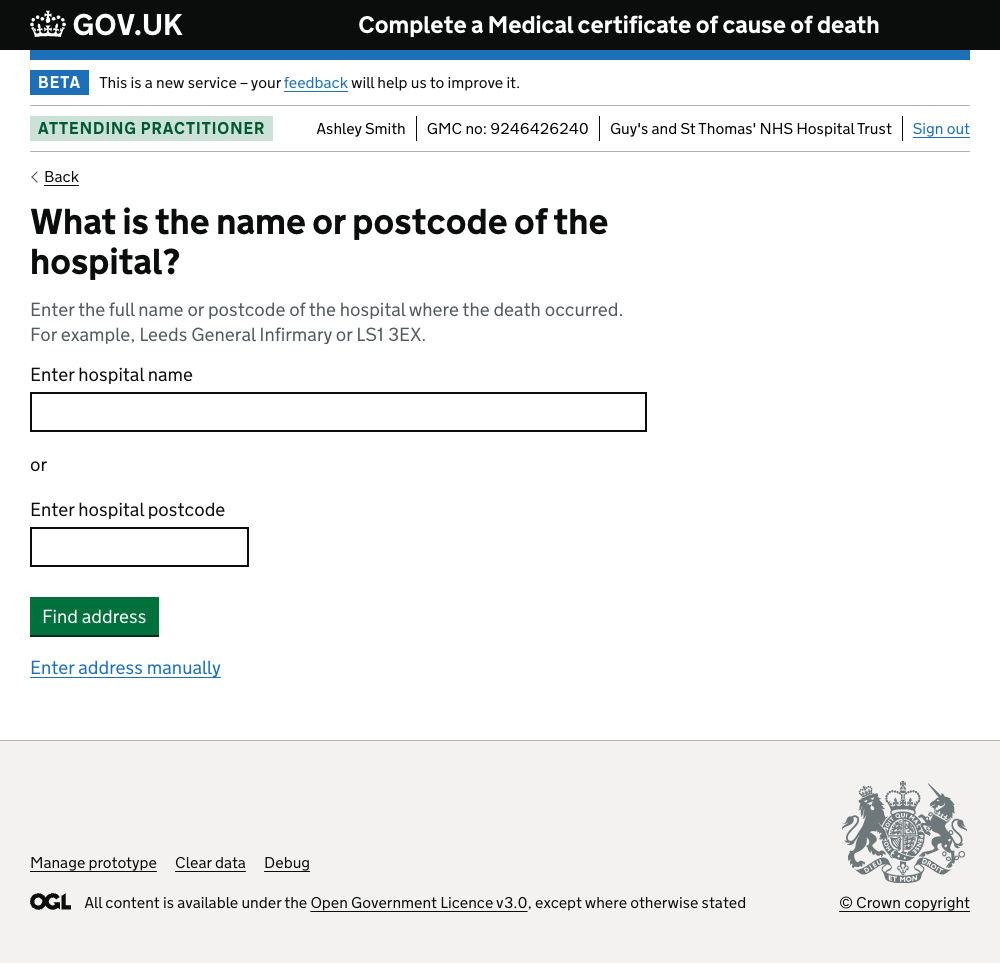 GOV.UK
Complete a Medical certificate of cause of death
BETA This is a new service – your feedback will help us to improve it.
ATTENDING PRACTITIONER Ashley Smith GMC no: 9246426240 Guy's and St Thomas' NHS Hospital Trust Sign out
Back
What is the name or postcode of the
hospital?
Enter the full name or postcode of the hospital where the death occurred.
For example, Leeds General Infirmary or LS1 3EX.
Enter hospital name
or
Enter hospital postcode
Find address
Enter address manually
Manage prototype Clear data Debug
DIEU ET MON DROIT
OGL All content is available under the Open Government Licence v3.0, except where otherwise stated
© Crown copyright